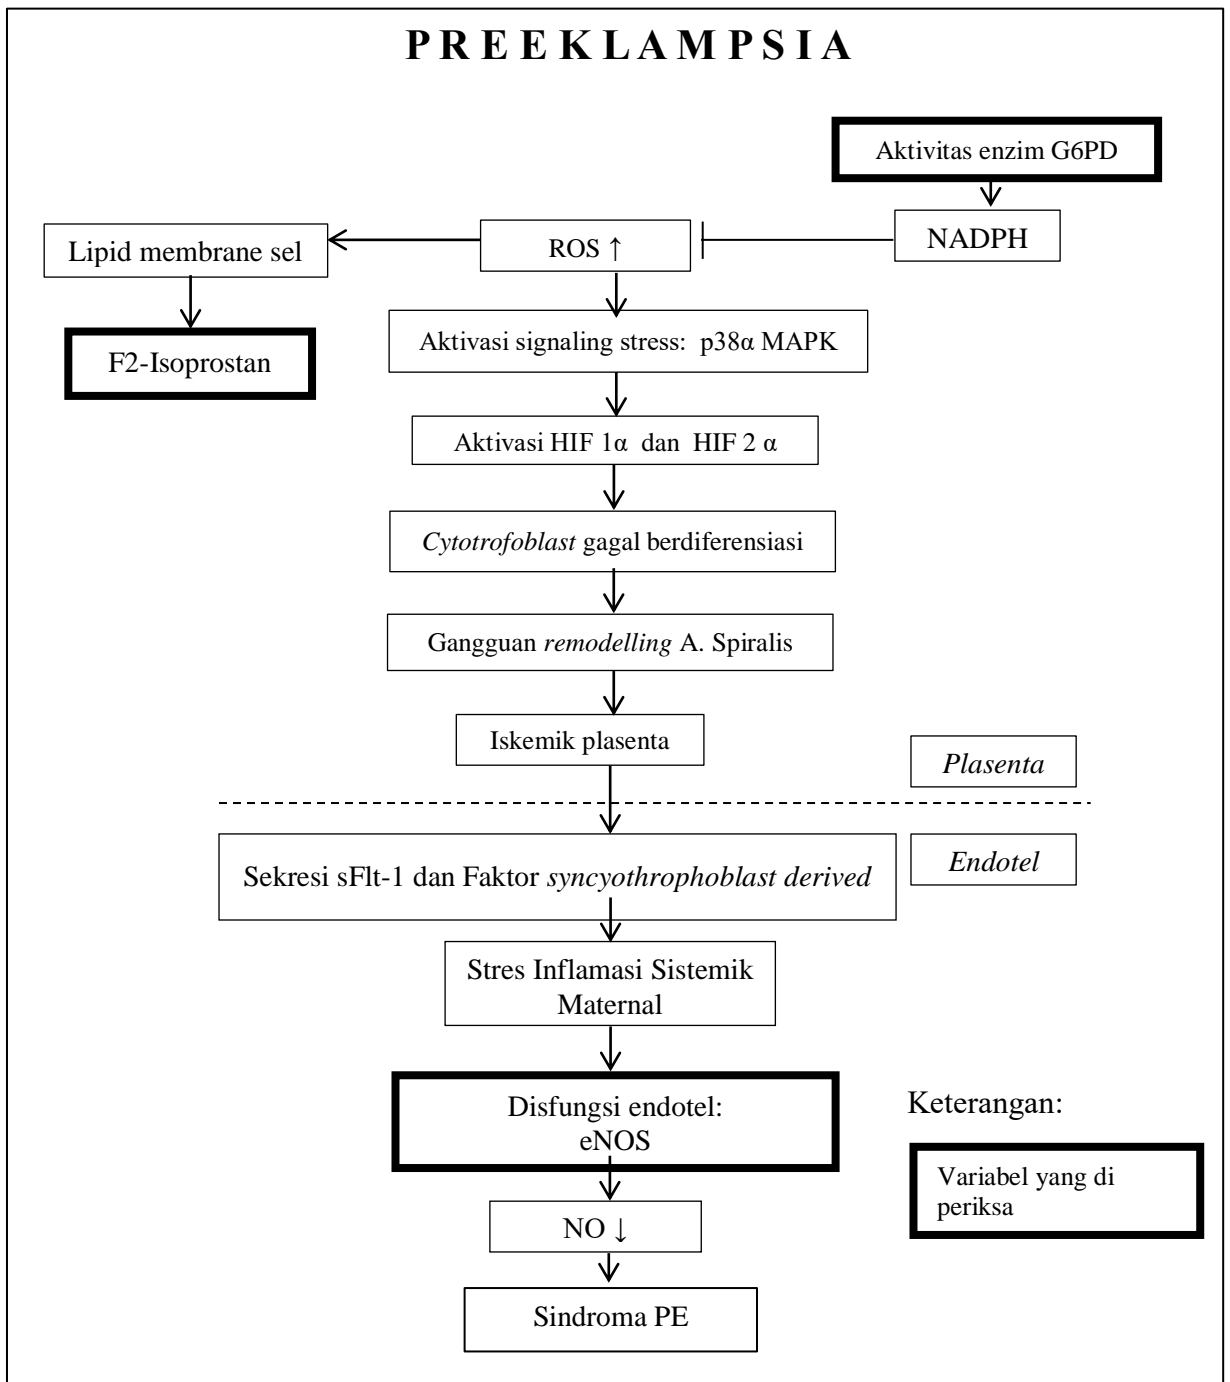 PREEKLAMPSIA
Aktivitas enzim G6PD
NADPH
ROS ↑
Lipid membrane sel
F2-Isoprostan
Aktivasi signaling stress: p38α MAPK
Aktivasi HIF 1α dan HIF 2 α
Cytotrofoblast gagal berdiferensiasi
Gangguan remodelling A. Spiralis
Iskemik plasenta
Plasenta
Endotel
Sekresi sFlt-1 dan Faktor syncyothrophoblast derived
Stres Inflamasi Sistemik
Maternal
Disfungsi endotel:
eNOS
NO ↓
Sindroma PE
Keterangan:
Variabel yang di
periksa